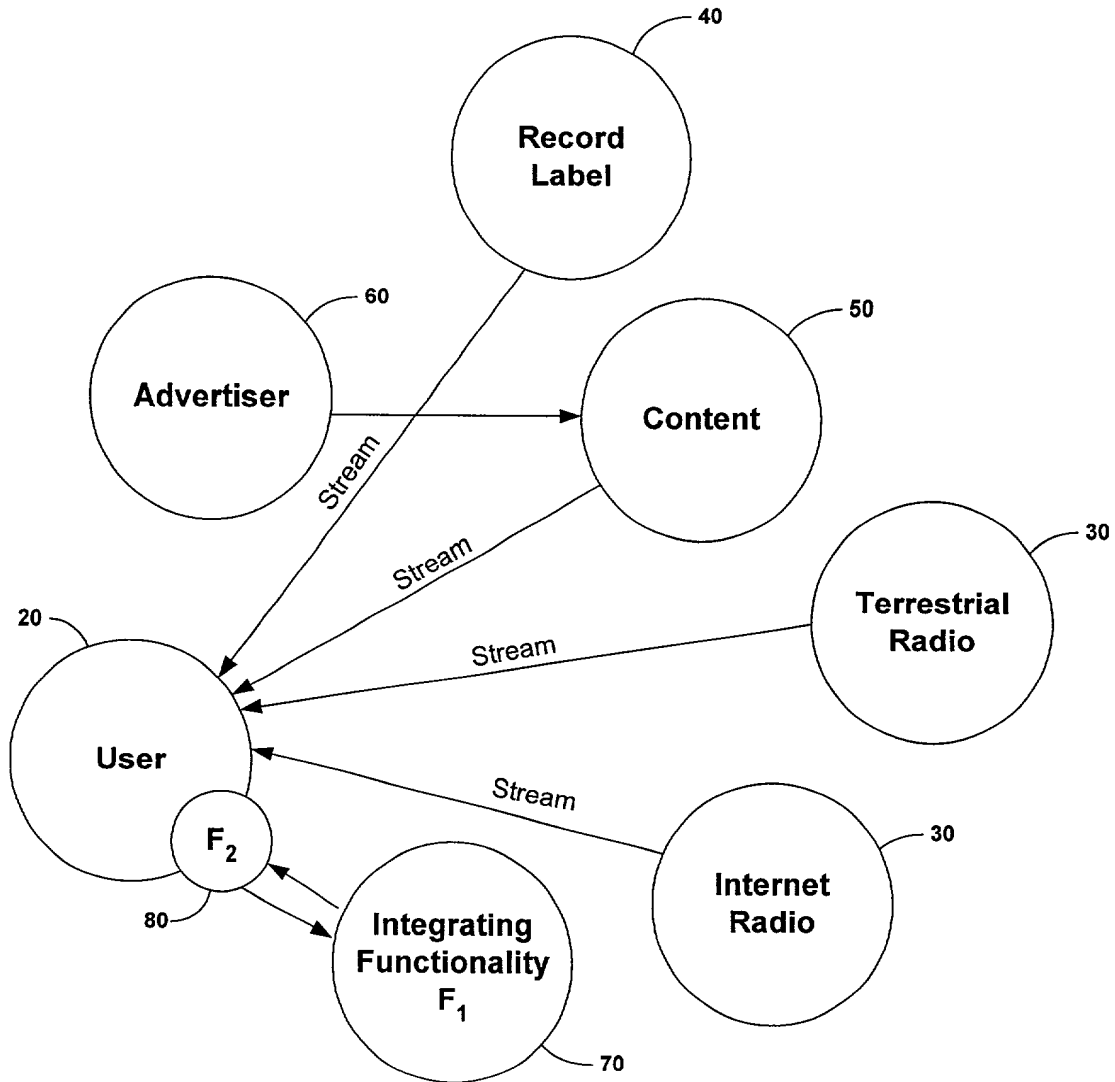 40
Record
Label
60
50
Advertiser
Content
Stream
Stream
30
Terrestrial
Radio
20
Stream
User
Stream
30
F2
Internet
Radio
80
Integrating
Functionality
F1
70